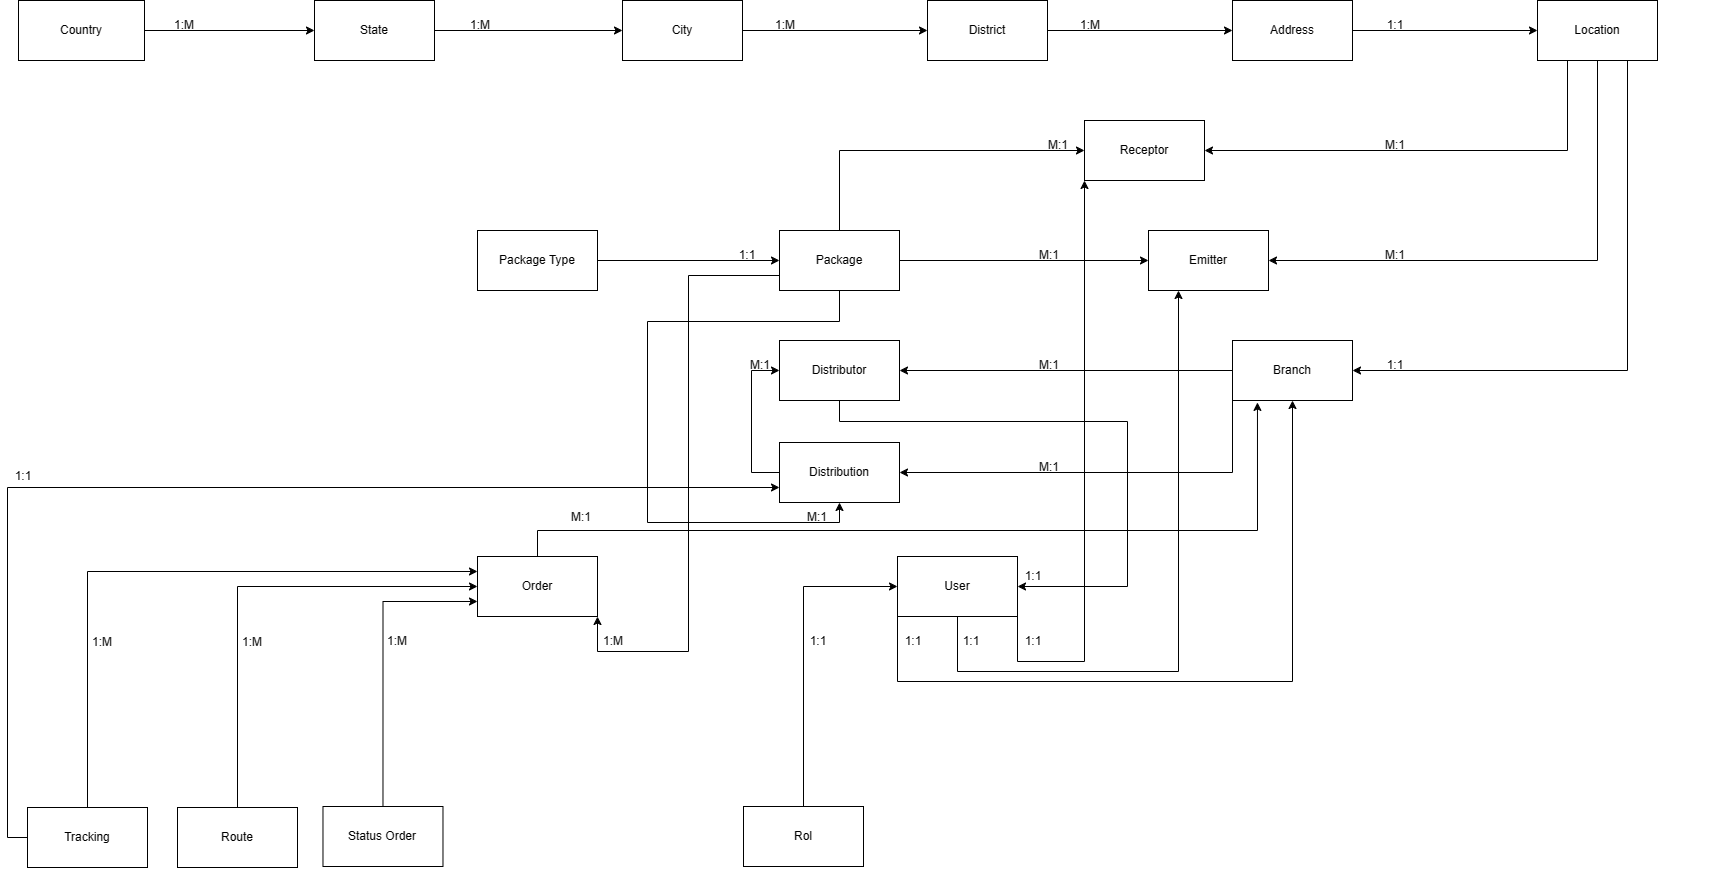 Country
1:M
State
1:M
City
1:M
District
1:M
Address
1:1
Location
M:1
Receptor
M:1
Package Type
1:1
Package
M:1
Emitter
M:1
M:1
Distributor
M:1
Branch
1:1
1:1
Distribution
M:1
M:1
M:1
Order
User
1:1
1:M
1:M
1:M
1:M
1:1
1:1
1:1
1:1
Tracking
Route
Status Order
Rol